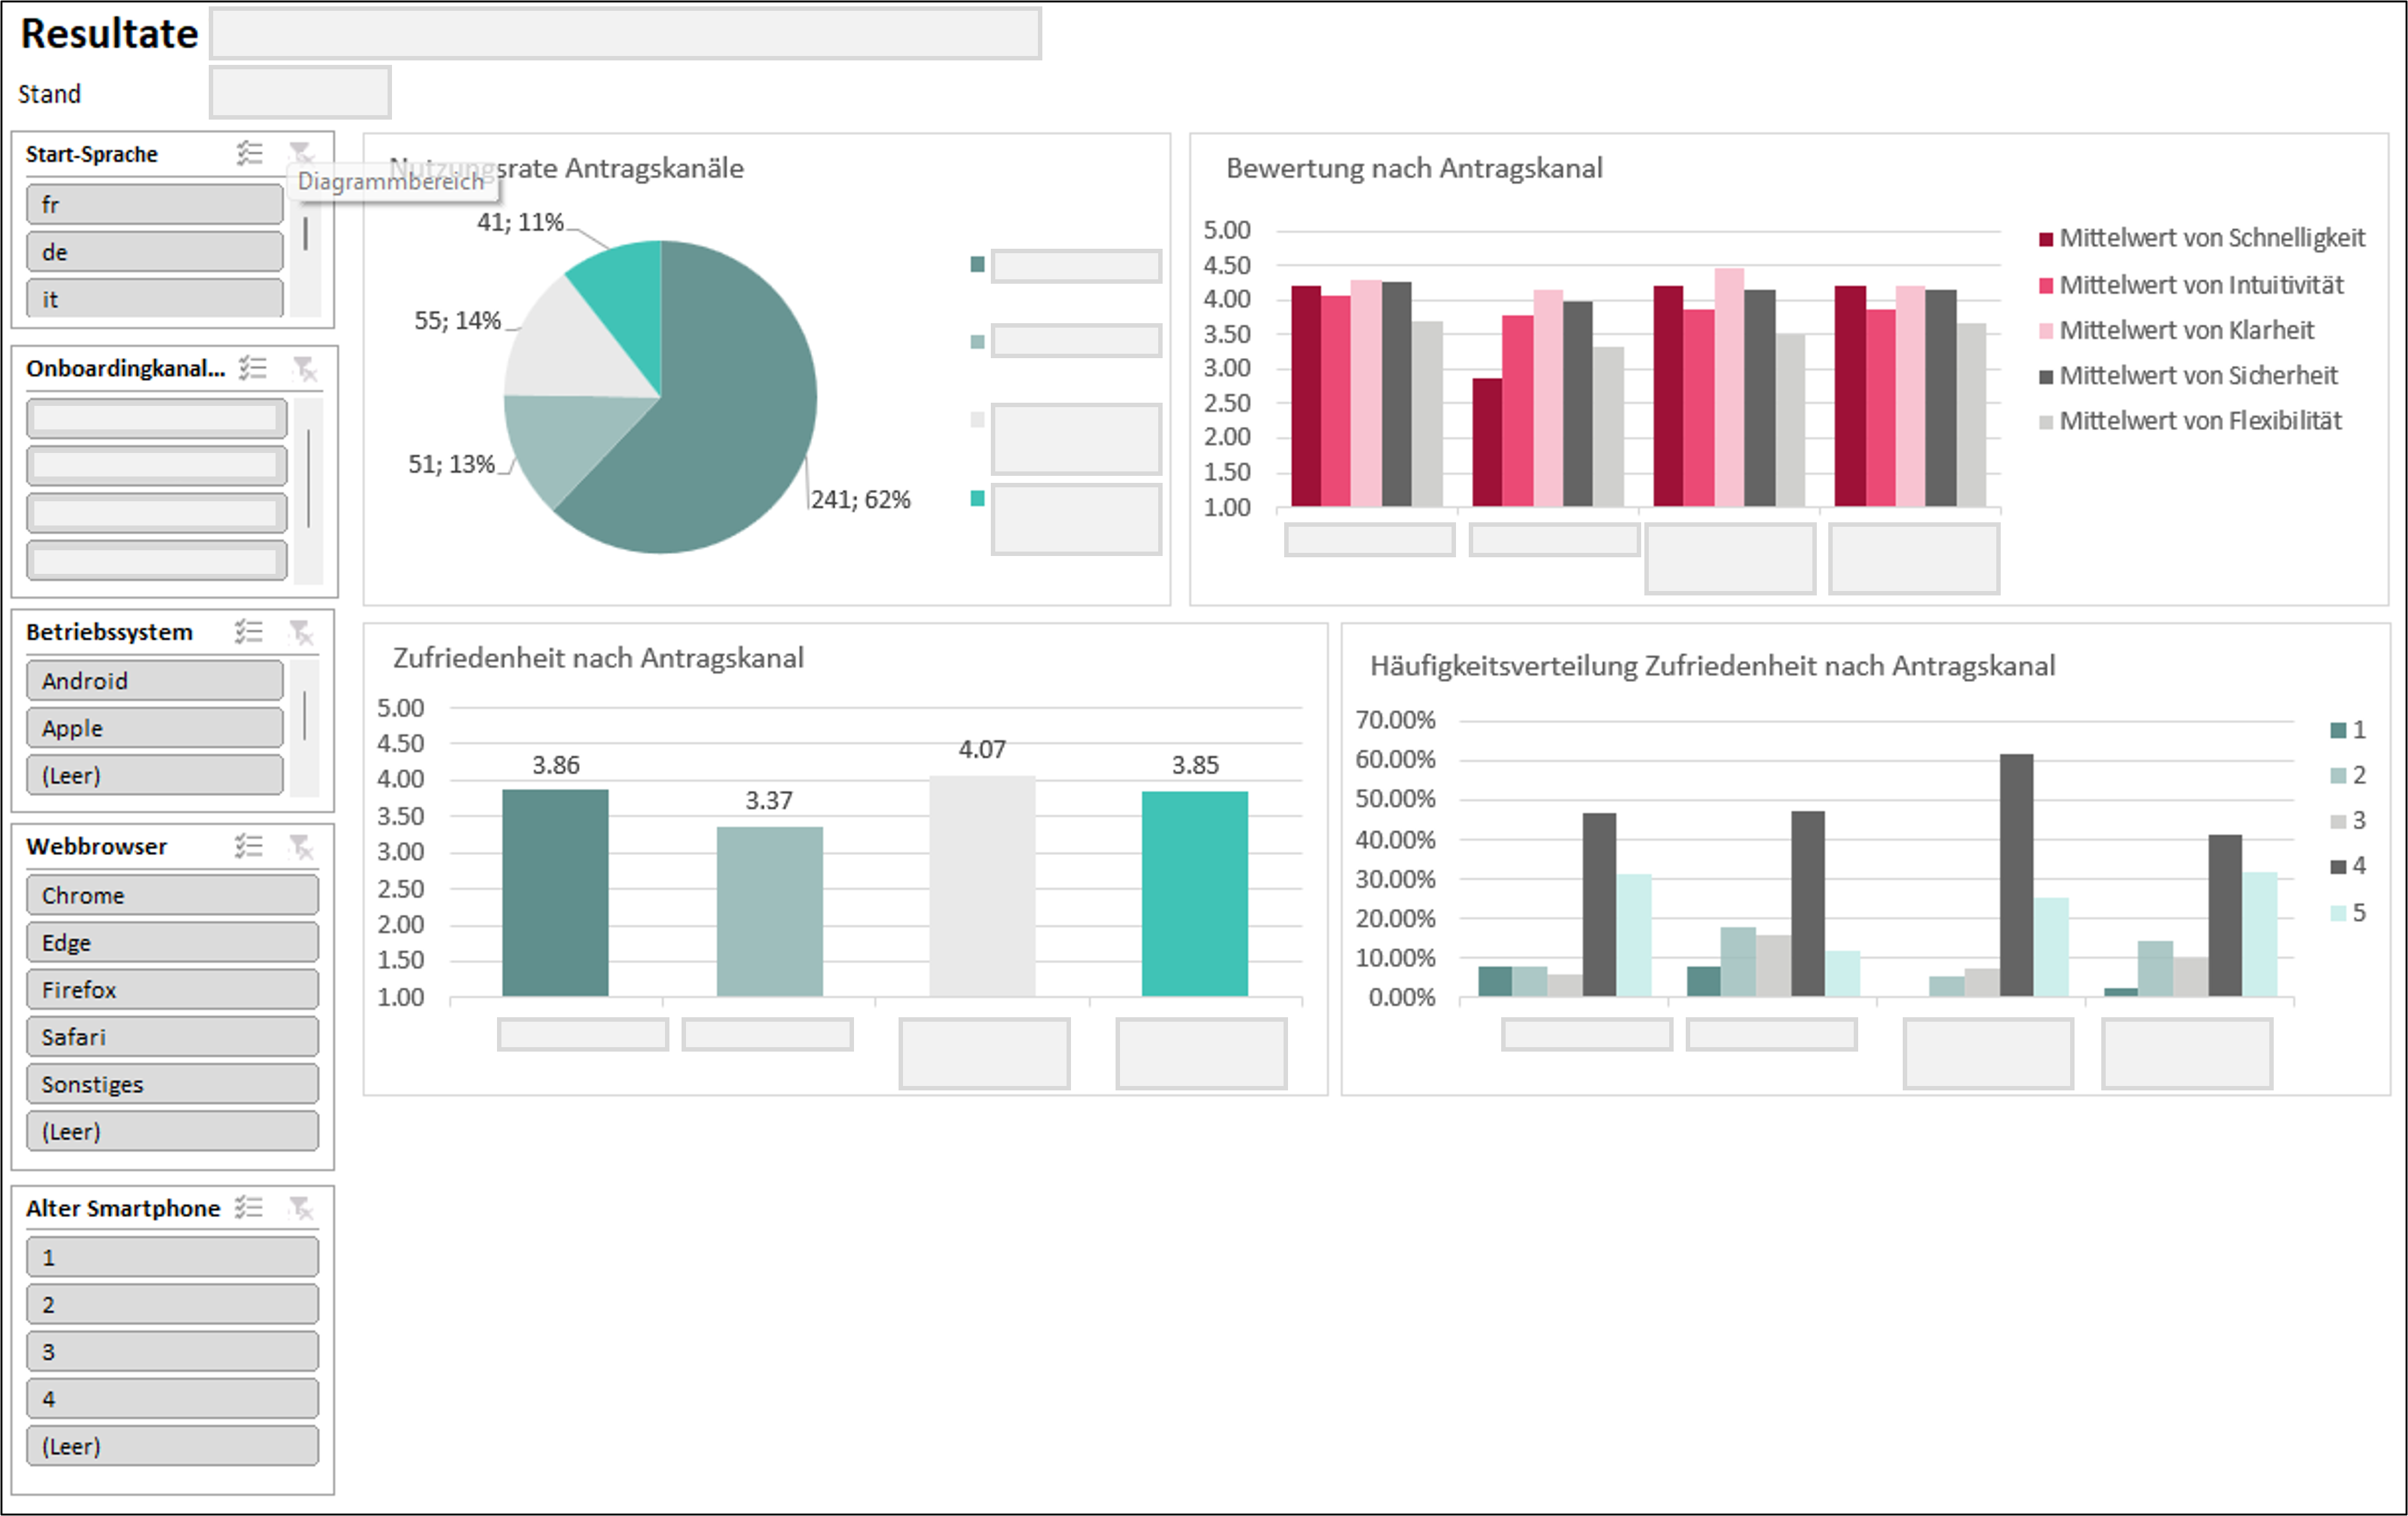 Resultate
Stand
Start-Sprache
fr
de
it
Onboardingkanal...
Betriebssystem
Android
Apple
(Leer)
Webbrowser
Chrome
Edge
Firefox
Safari
Sonstiges
(Leer)
Alter Smartphone
1
2
3
4
(Leer)
Nutzungsrate Antragskanäle
Diagrammbereich
41; 11%
55; 14%
51; 13%
241; 62%
Bewertung nach Antragskanal
5.00
4.50
4.00
3.50
3.00
2.50
2.00
1.50
1.00
Mittelwert von Schnelligkeit
Mittelwert von Intuitivität
Mittelwert von Klarheit
Mittelwert von Sicherheit
Mittelwert von Flexibilität
Zufriedenheit nach Antragskanal
5.00
4.50
4.00
3.50
3.00
2.50
2.00
1.50
1.00
3.86
3.37
4.07
3.85
Häufigkeitsverteilung Zufriedenheit nach Antragskanal
70.00%
60.00%
50.00%
40.00%
30.00%
20.00%
10.00%
0.00%
1
2
3
4
5